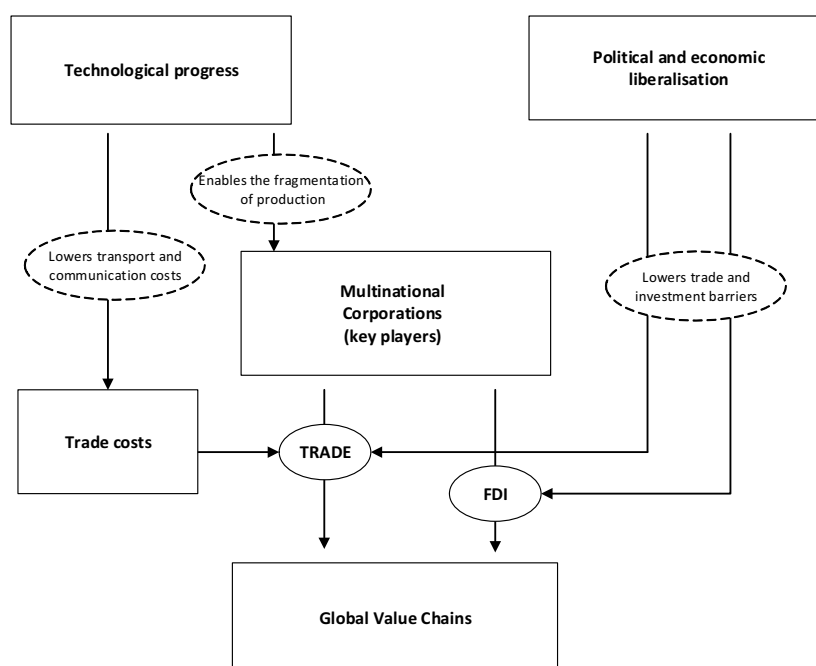 Technological progress
Political and economic
liberalisation
Enables the fragmentation
of production
Lowers transport and
communication costs
Lowers trade and
investment barriers
Multinational
Corporations
(key players)
Trade costs
TRADE
FDI
Global Value Chains